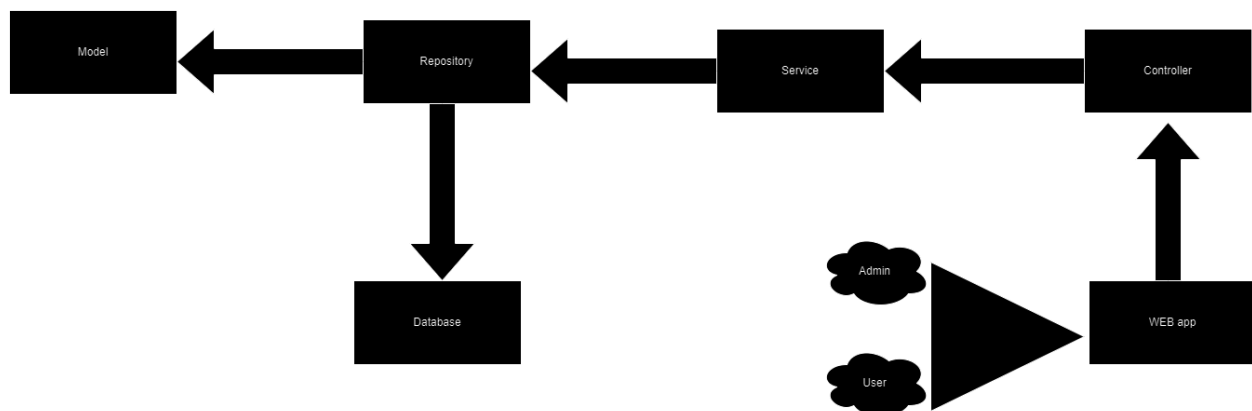 Model
Repository
Service
Controller
Admin
Database
WEB app
User